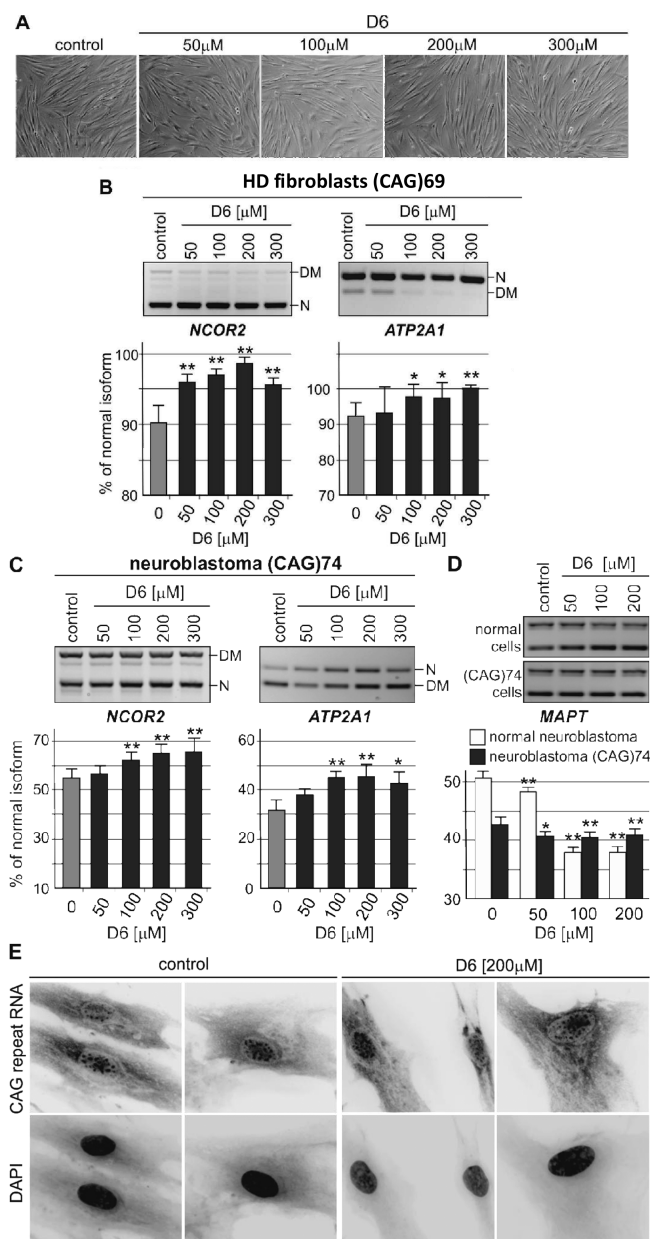 A
D6
control
50µM
100µM
200µM
300µM
B
HD fibroblasts (CAG)69
control
D6 [µM]
50
100
200
300
DM
N
NCOR2
control
D6 [µM]
50
100
200
300
N
DM
ATP2A1
% of normal isoform
100
90
80
**
**
**
**
0
50
100
200
300
D6 [µM]
110
100
90
80
70
*
*
**
0
50
100
200
300
D6 [µM]
C
neuroblastoma (CAG)74
control
D6 [µM]
50
100
200
300
DM
N
NCOR2
control
D6 [µM]
50
100
200
300
N
DM
ATP2A1
% of normal isoform
70
50
30
10
**
**
**
0
50
100
200
300
D6 [µM]
60
40
20
0
**
**
*
0
50
100
200
300
D6 [µM]
D
control
D6 [µM]
50
100
200
normal
cells
(CAG)74
cells
MAPT
normal neuroblastoma
neuroblastoma (CAG)74
50
40
30
**
*
**
**
**
**
0
50
100
200
D6 [µM]
E
control
D6 [200µM]
CAG repeat RNA
DAPI